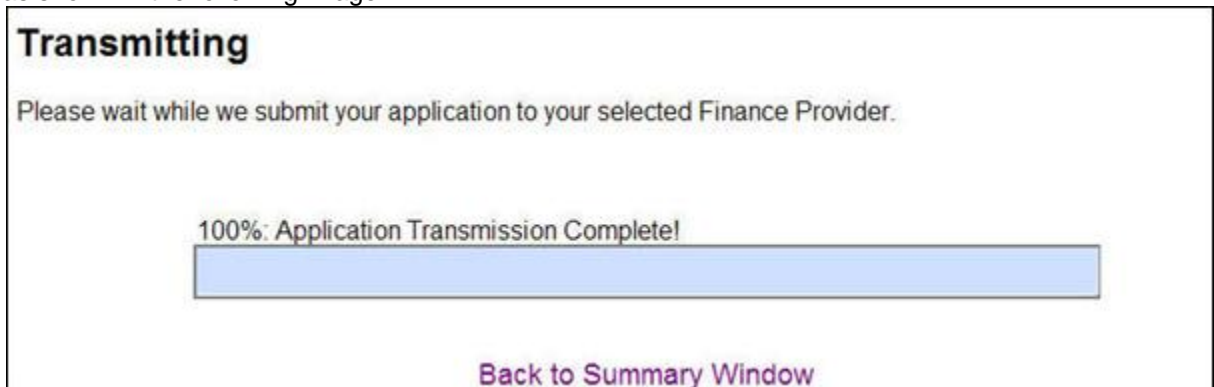 Transmitting
Please wait while we submit your application to your selected Finance Provider.
100%: Application Transmission Complete!
Back to Summary Window